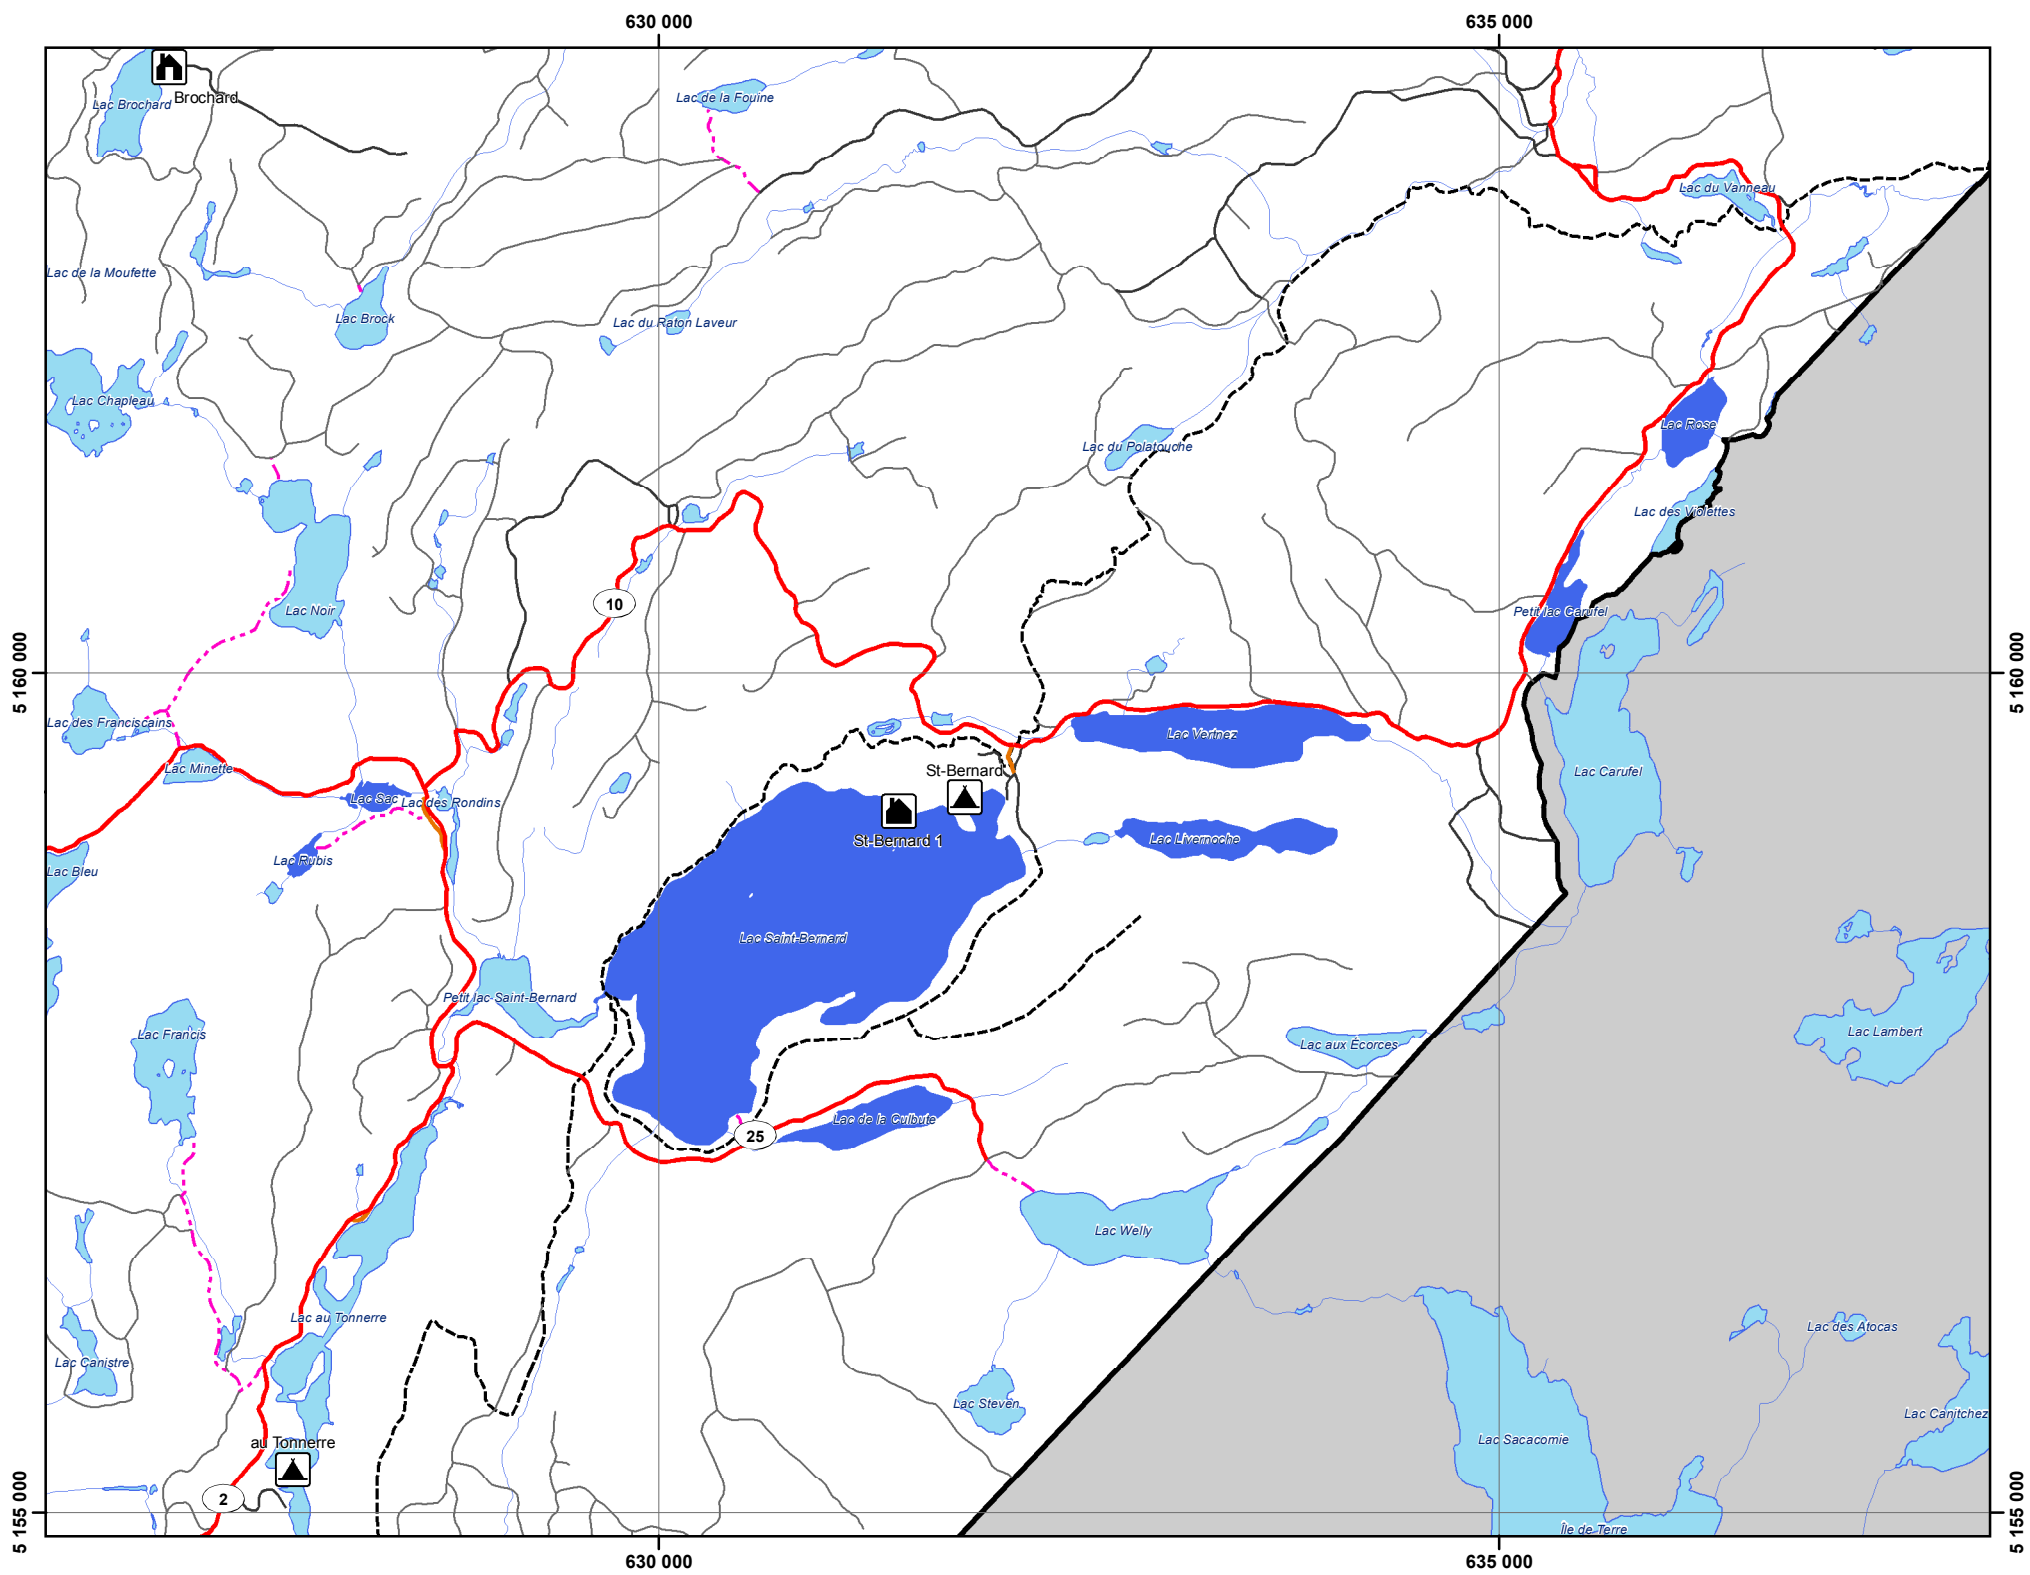 630 000
635 000
Lac de la Fouine
Lac Brochard
Brochard
Lac du Vanneau
Lac de la Moufette
Lac Brock
Lac du Raton Laveur
Lac Chapleau
Lac Rose
Lac du Polatouche
Lac des Violettes
10
Lac Noir
Petit lac Carufel
5 160 000
5 160 000
Lac des Franciscains
Lac Vertnez
Lac Minette
St-Bernard
Lac Carufel
Lac Sac
Lac des Rondins
St-Bernard 1
Lac Livernoche
Lac Rubis
Lac Bleu
Lac Saint-Bernard
Petit lac Saint-Bernard
Lac Francis
Lac Lambert
Lac aux Écorces
Lac de la Culbute
25
Lac Welly
Lac au Tonnerre
Lac des Atocas
Lac Canistre
Lac Steven
Lac Canitchez
au Tonnerre
Lac Sacacomie
2
5 155 000
5 155 000
Île de Terre
630 000
635 000